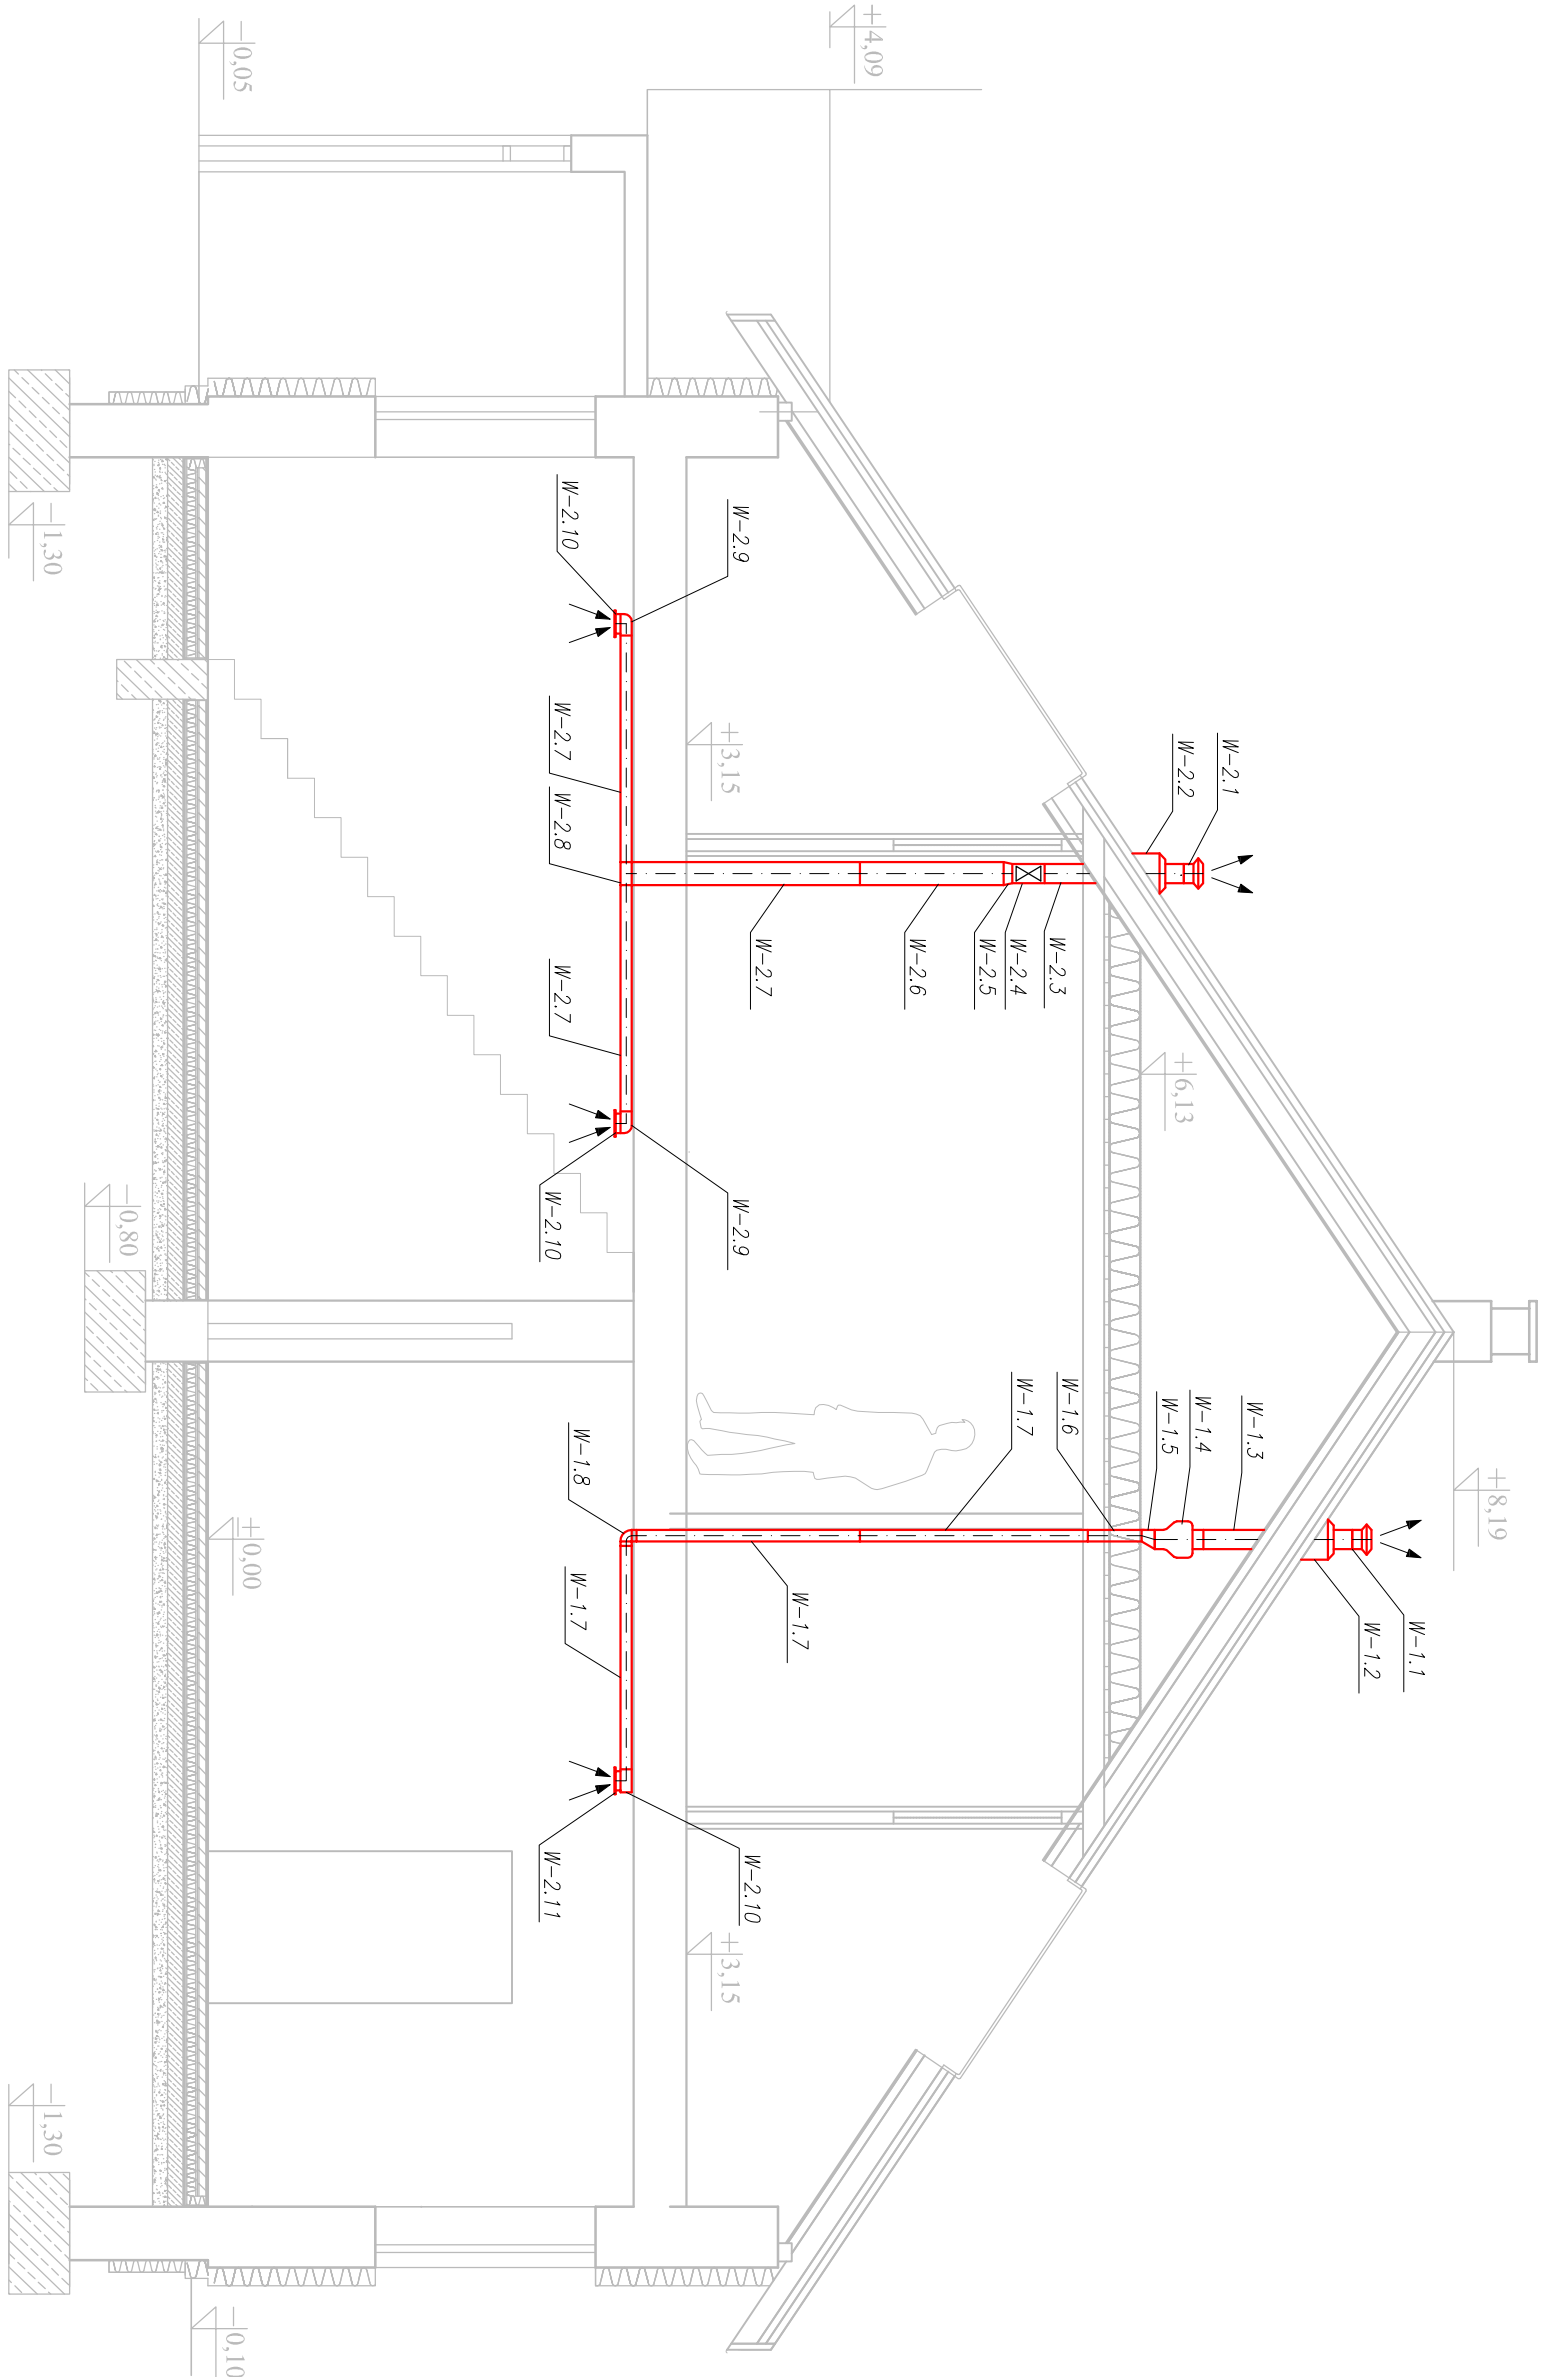 +8,19
W-1.1
W-1.2
W-1.3
W-2.1
W-1.4
W-2.2
+6,13
W-1.5
W-1.6
W-2.3
W-1.7
W-2.4
W-2.5
W-2.6
+4,09
W-1.7
W-2.7
W-2.9
W-2.9
W-2.10
+3,15
+3,15
W-2.10
W-2.7
W-2.8
W-2.7
W-2.10
W-1.8
W-1.7
W-2.11
-0,05
±0,00
-0,10
-0,80
-1,30
-1,30